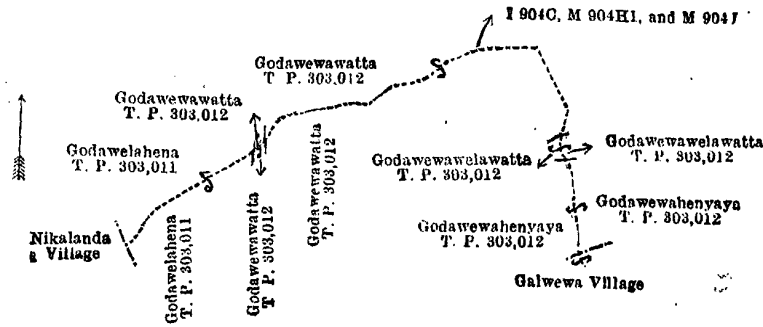 I 904C, M 904HI, and M 904J
Godawewawatta
T. P. 303,012
Godawewawatta
T. P. 303,012
Godawelahena
T. P. 303,011
Godawewawatta
T. P. 303,012
Godawewawatta
T. P. 303,012
Godawelahena
T. P. 303,011
Godawewawelawatta
T. P. 303,012
Godawewawelawatta
T. P. 303,012
Godawewahenyaya
T. P. 303,012
Godawewahenyaya
T. P. 303,012
Nikalanda
Village
Galwewa Village